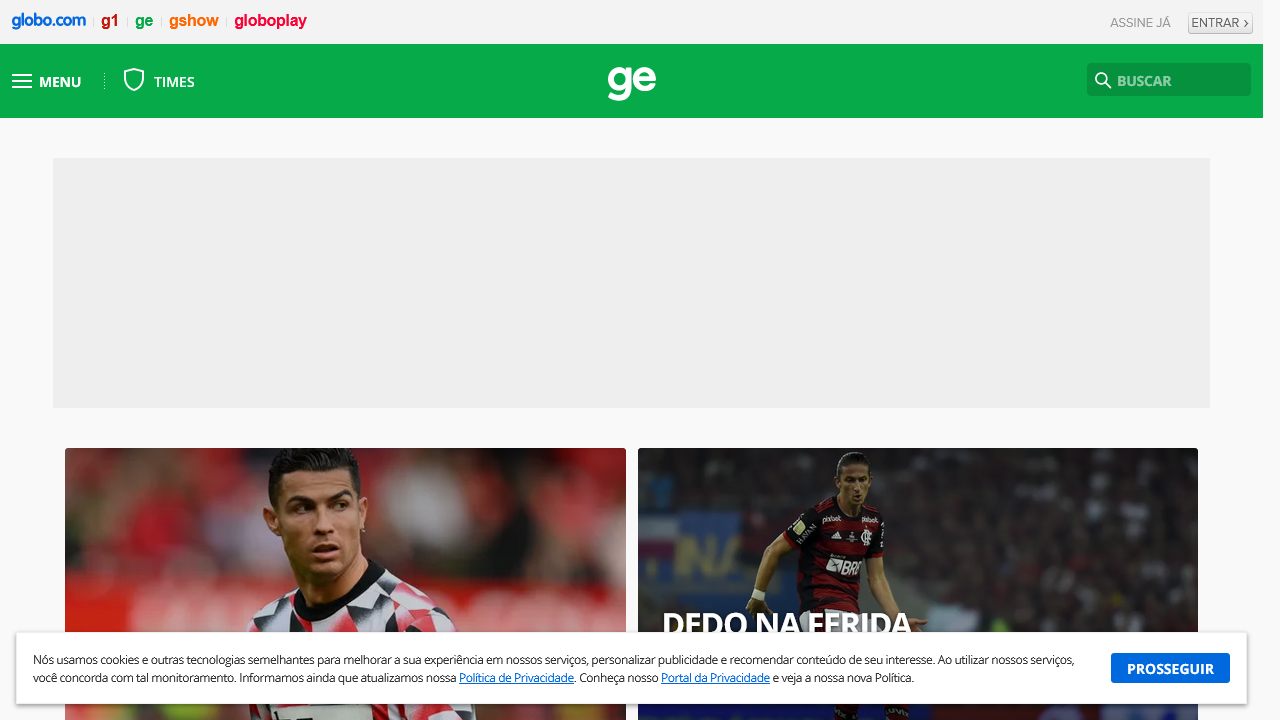 globo.com g1 ge gshow globoplay
ASSINE JÁ ENTRAR ›
MENU TIMES ge BUSCAR
DEDO NA FERIDA
Nós usamos cookies e outras tecnologias semelhantes para melhorar a sua experiência em nossos serviços, personalizar publicidade e recomendar conteúdo de seu interesse. Ao utilizar nossos serviços,
você concorda com tal monitoramento. Informamos ainda que atualizamos nossa Política de Privacidade. Conheça nosso Portal da Privacidade e veja a nossa nova Política.
PROSSEGUIR